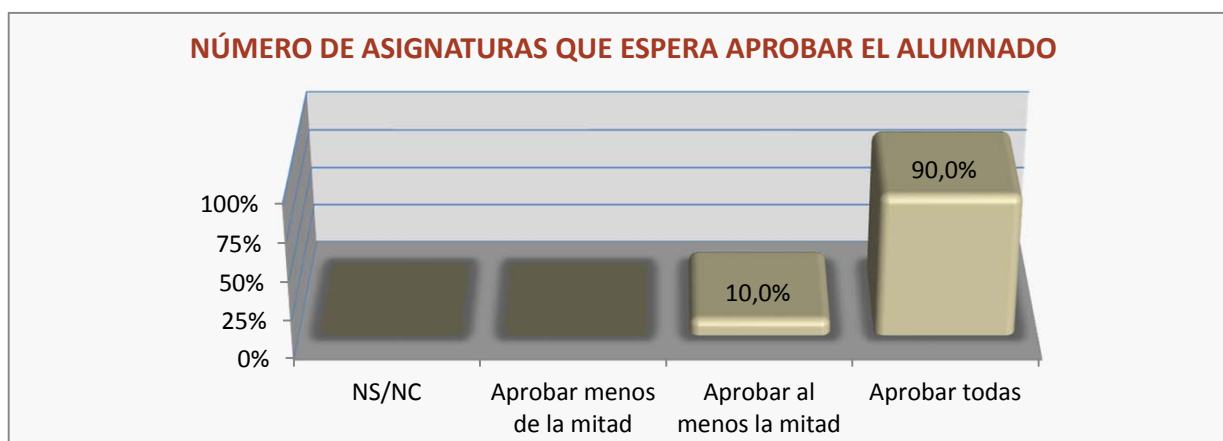 NÚMERO DE ASIGNATURAS QUE ESPERA APROBAR EL ALUMNADO
90,0%
10,0%
100%
75%
50%
25%
0%
NS/NC
Aprobar menos
de la mitad
Aprobar al
menos la mitad
Aprobar todas